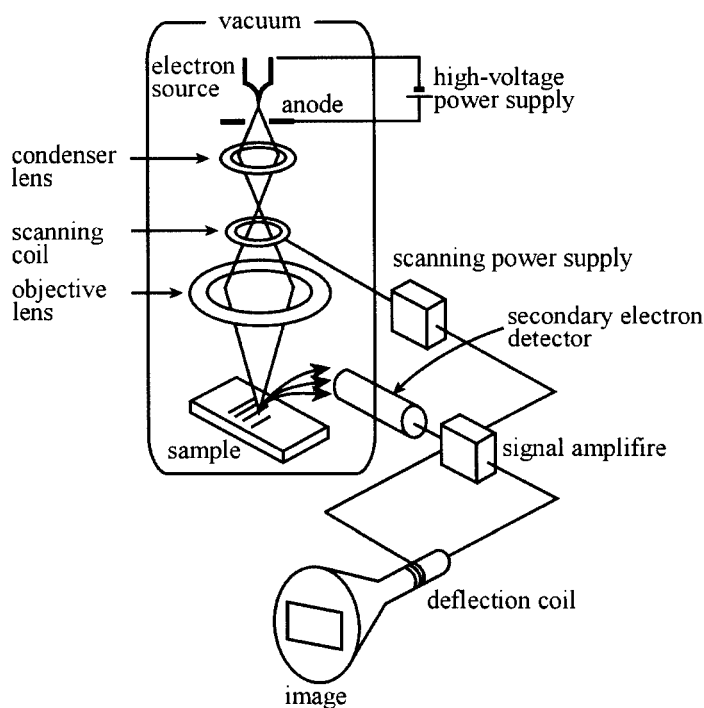 vacuum
electron
source
anode
high-voltage
power supply
condenser
lens
scanning
coil
objective
lens
scanning power supply
secondary electron
detector
sample
signal amplifire
deflection coil
image